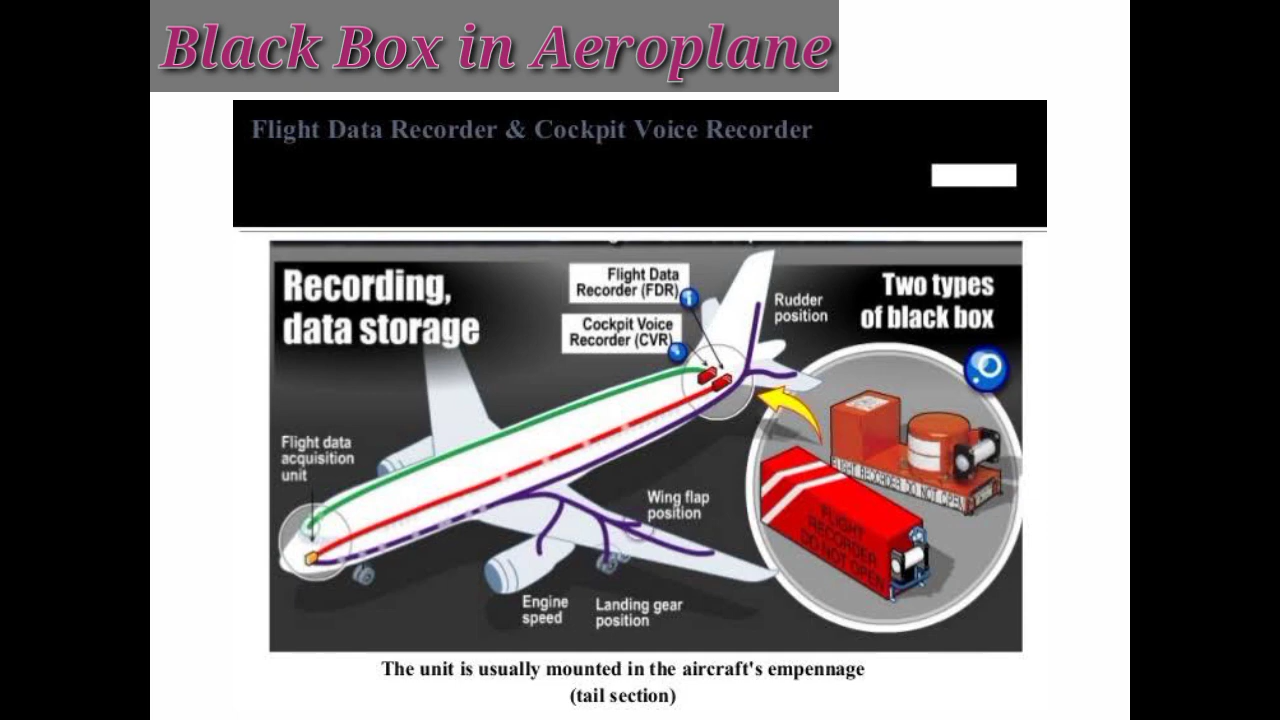 Black Box in Aeroplane
Flight Data Recorder & Cockpit Voice Recorder
Recording,
data storage
Flight Data
Recorder (FDR)
Cockpit Voice
Recorder (CVR)
Rudder
position
Two types
of black box
Flight data
acquisition
unit
Wing flap
position
Engine
speed
Landing gear
position
FLIGHT RECORDER DO NOT OPEN
FLIGHT
RECORDER
DO NOT OPEN
The unit is usually mounted in the aircraft's empennage
(tail section)